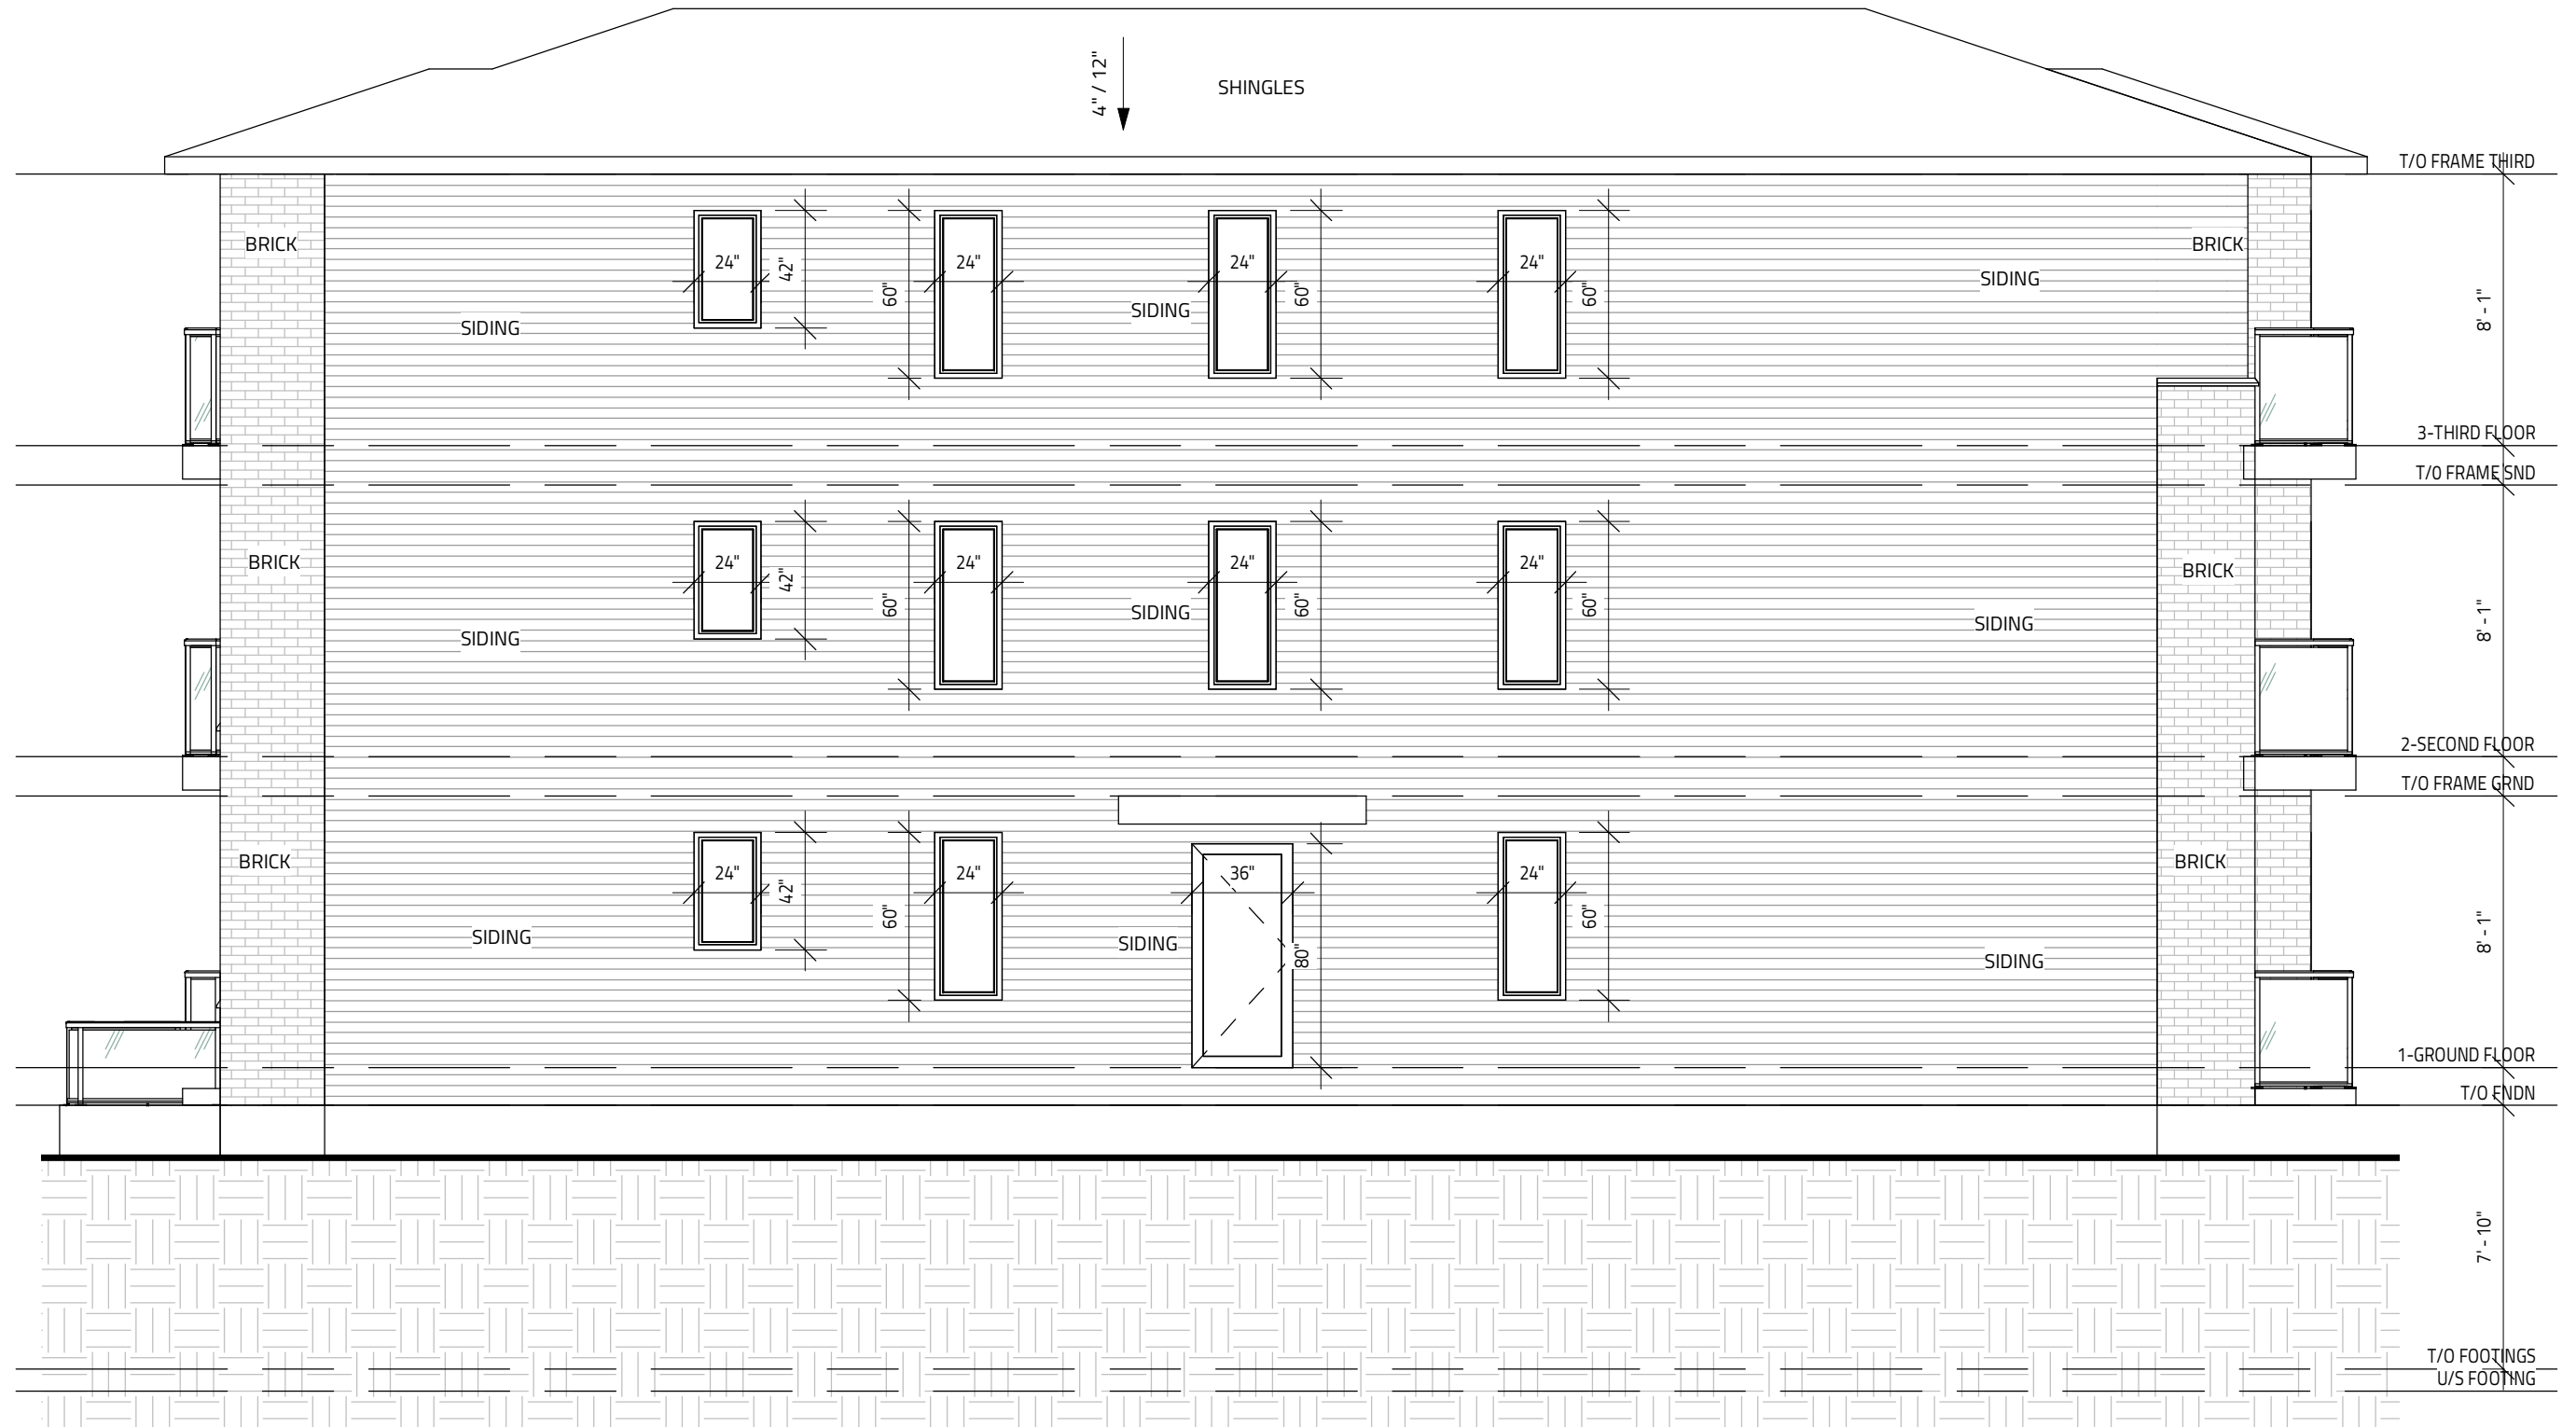 4" / 12"
SHINGLES
T/O FRAME THIRD
BRICK
BRICK
24"
42"
24"
60"
24"
60"
24"
60"
SIDING
SIDING
SIDING
8' - 1"
3-THIRD FLOOR
T/O FRAME SND
BRICK
BRICK
24"
42"
24"
60"
24"
60"
24"
60"
SIDING
SIDING
SIDING
8' - 1"
2-SECOND FLOOR
T/O FRAME GRND
BRICK
BRICK
24"
42"
24"
60"
36"
80"
24"
60"
SIDING
SIDING
SIDING
8' - 1"
1-GROUND FLOOR
T/O FNDN
7' - 10"
T/O FOOTINGS
U/S FOOTING